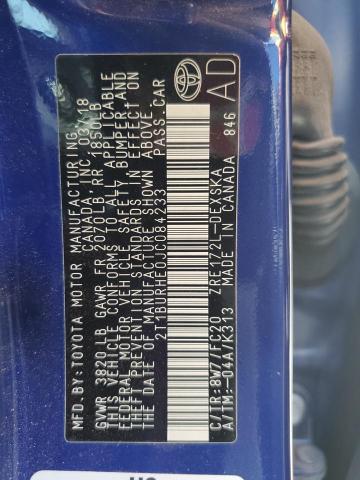 MFD.BY:TOYOTA MOTOR MANUFACTURING
CANADA INC. 03/18
GVWR 3820 LB GAWR FR 2070 LB RR 1850 LB
THIS VEHICLE CONFORMS TO ALL APPLICABLE
FEDERAL MOTOR VEHICLE SAFETY, BUMPER, AND
THEFT PREVENTION STANDARDS IN EFFECT ON
THE DATE OF MANUFACTURE SHOWN ABOVE.
2T1BURHE0JC084233 PASS.CAR
C/TR:8W7/FC20 ZRE172L-DEXSKA
A/TM:-04A/K313 MADE IN CANADA 846
AD